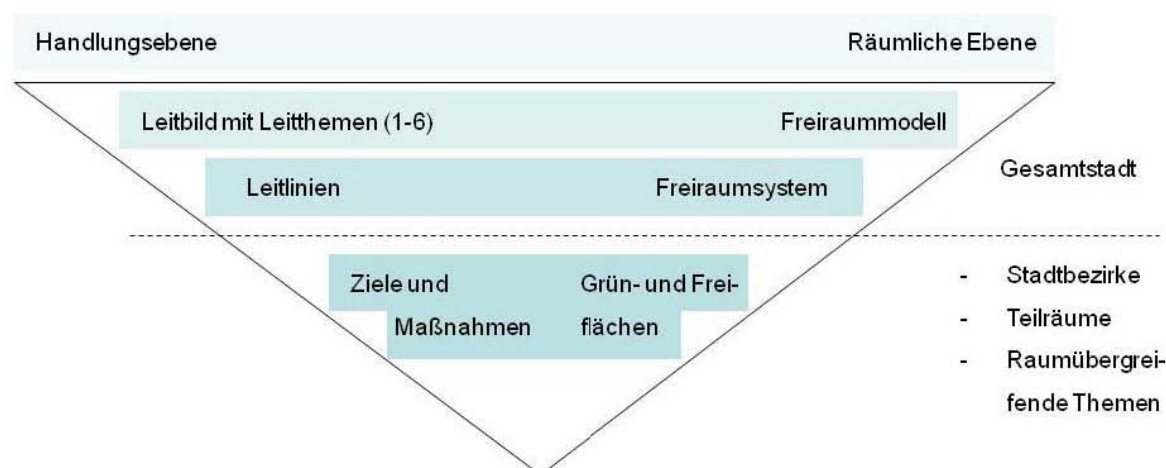 Handlungsebene Räumliche Ebene
Leitbild mit Leitthemen (1-6) Freiraummodell
Leitlinien Freiraumsystem
Gesamtstadt
Ziele und Grün- und Frei-
Maßnahmen flächen
- Stadtbezirke
- Teilräume
- Raumübergrei-
fende Themen